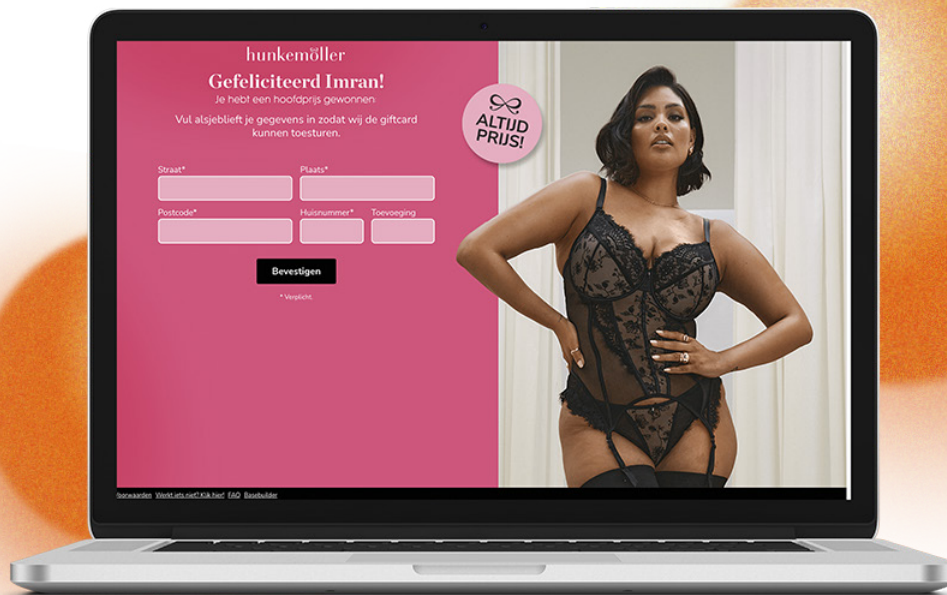 hunkemöller
Gefeliciteerd Imran!
Je hebt een hoofdprijs gewonnen
Vul alsjeblieft je gegevens in zodat wij de giftcard
kunnen toesturen.
ALTIJD
PRIJS!
Straat*
Plaats*
Postcode*
Huisnummer*
Toevoeging
Bevestigen
* Verplicht.
Voorwaarden Werkt iets niet? Klik hier! FAQ Basebuilder